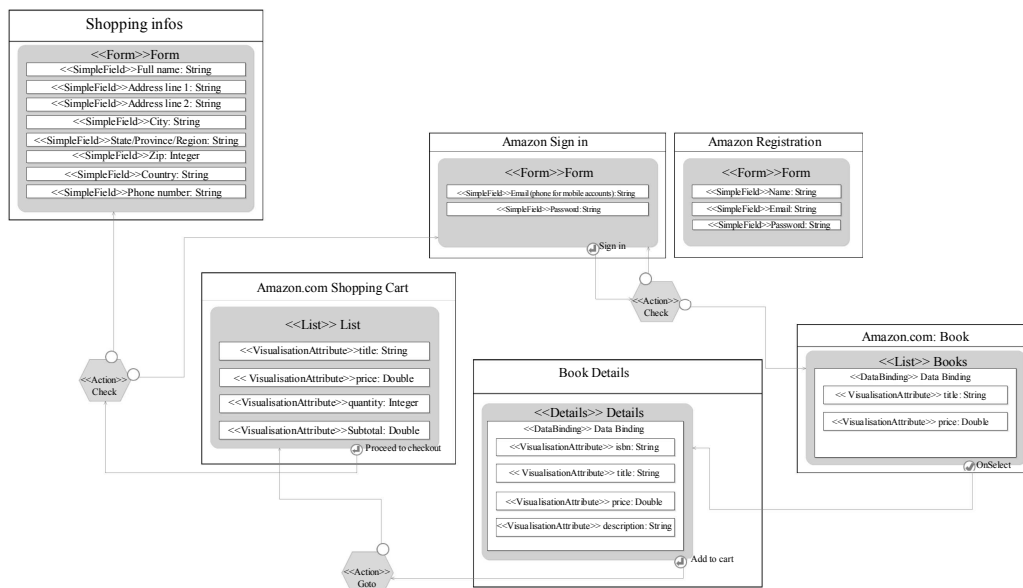 Shopping infos
<<Form>>Form
<<SimpleField>>Full name: String
<<SimpleField>>Address line 1: String
<<SimpleField>>Address line 2: String
<<SimpleField>>City: String
<<SimpleField>>State/Province/Region: String
<<SimpleField>>Zip: Integer
<<SimpleField>>Country: String
<<SimpleField>>Phone number: String
Amazon Sign in
<<Form>>Form
<<SimpleField>>Email (phone for mobile accounts): String
<<SimpleField>>Password: String
Sign in
Amazon Registration
<<Form>>Form
<<SimpleField>>Name: String
<<SimpleField>>Email: String
<<SimpleField>>Password: String
<<Action>>
Check
Amazon.com Shopping Cart
<<List>> List
<<VisualisationAttribute>>title: String
<< VisualisationAttribute>>price: Double
<<VisualisationAttribute>>quantity: Integer
<<VisualisationAttribute>>Subtotal: Double
Proceed to checkout
<<Action>>
Check
Amazon.com: Book
<<List>> Books
<<DataBinding>> Data Binding
<< VisualisationAttribute>> title: String
<< VisualisationAttribute>> price: Double
OnSelect
Book Details
<<Details>> Details
<<DataBinding>> Data Binding
<<VisualisationAttribute>> isbn: String
<< VisualisationAttribute>> title: String
<<VisualisationAttribute>> price: Double
<<VisualisationAttribute>> description: String
Add to cart
<<Action>>
Goto